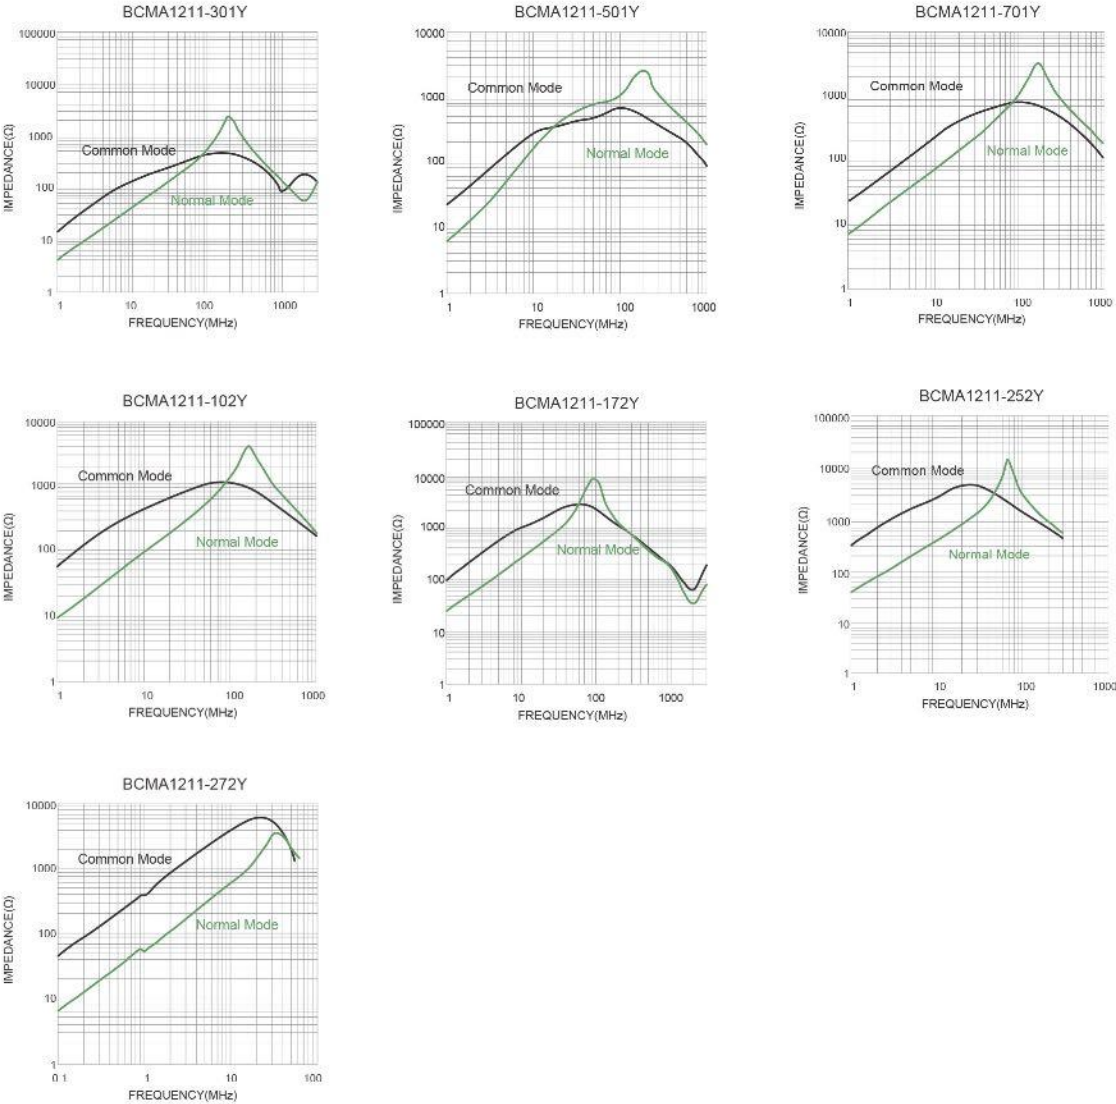 BCMA1211-301Y
100000
10000
1000
100
10
1
IMPEDANCE(Ω)
Common Mode
Normal Mode
1 10 100 1000
FREQUENCY(MHz)
BCMA1211-501Y
10000
1000
100
10
1
IMPEDANCE(Ω)
Common Mode
Normal Mode
1 10 100 1000
FREQUENCY(MHz)
BCMA1211-701Y
10000
1000
100
10
1
IMPEDANCE(Ω)
Common Mode
Normal Mode
1 10 100 1000
FREQUENCY(MHz)
BCMA1211-102Y
10000
1000
100
10
1
IMPEDANCE(Ω)
Common Mode
Normal Mode
1 10 100 1000
FREQUENCY(MHz)
BCMA1211-172Y
100000
10000
1000
100
10
1
IMPEDANCE(Ω)
Common Mode
Normal Mode
1 10 100 1000
FREQUENCY(MHz)
BCMA1211-252Y
100000
10000
1000
100
10
1
IMPEDANCE(Ω)
Common Mode
Normal Mode
1 10 100 1000
FREQUENCY(MHz)
BCMA1211-272Y
10000
1000
100
10
1
IMPEDANCE(Ω)
Common Mode
Normal Mode
0.1 1 10 100
FREQUENCY(MHz)